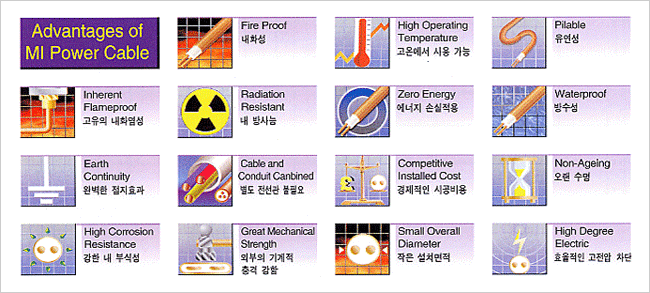 Advantages of
MI Power Cable
Fire Proof
내화성
High Operating
Temperature
고온에서 사용 가능
Pilable
유연성
Inherent
Flameproof
고유의 내화염성
Radiation
Resistant
내 방사능
Zero Energy
에너지 손실적용
Waterproof
방수성
Earth
Continuity
완벽한 접지효과
Cable and
Conduit Canbined
별도 전선관 불필요
Competitive
Installed Cost
경제적인 시공비용
Non-Ageing
오랜 수명
High Corrosion
Resistance
강한 내 부식성
Great Mechanical
Strength
외부의 기계적
충격 강함
Small Overall
Diameter
작은 설치면적
High Degree
Electric
효율적인 고전압 차단